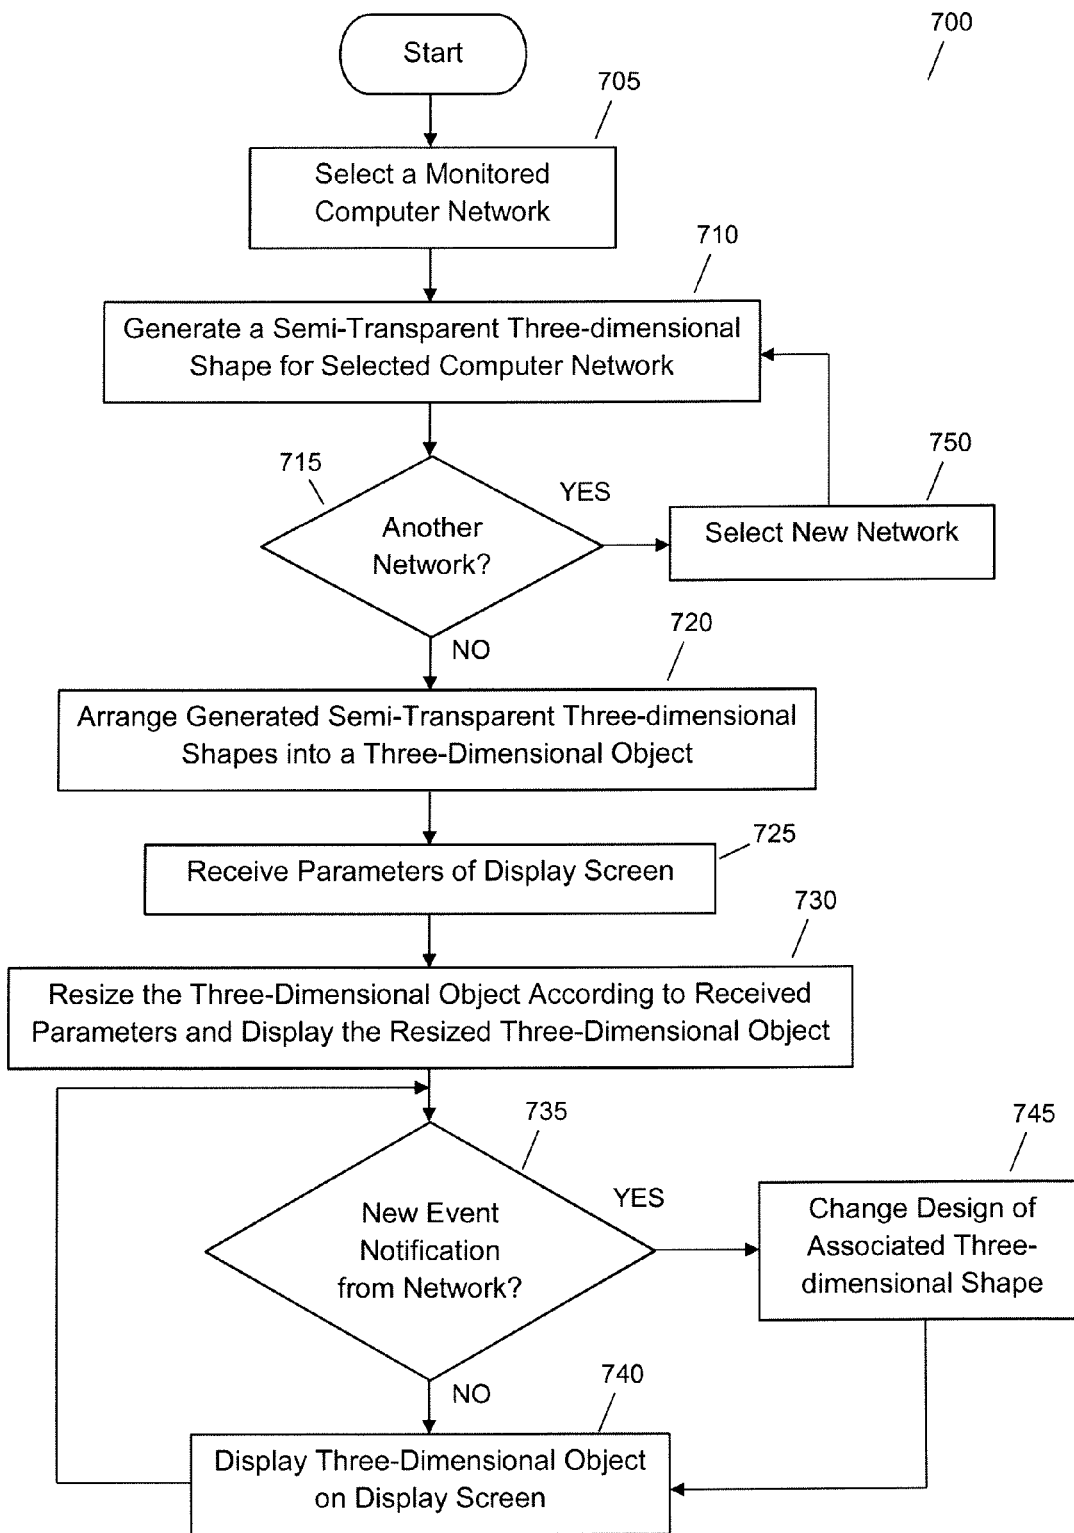 700
Start
705
Select a Monitored
Computer Network
710
Generate a Semi-Transparent Three-dimensional
Shape for Selected Computer Network
715
Another
Network?
YES
750
Select New Network
NO
720
Arrange Generated Semi-Transparent Three-dimensional
Shapes into a Three-Dimensional Object
725
Receive Parameters of Display Screen
730
Resize the Three-Dimensional Object According to Received
Parameters and Display the Resized Three-Dimensional Object
735
New Event
Notification
from Network?
YES
745
Change Design of
Associated Three-
dimensional Shape
NO
740
Display Three-Dimensional Object
on Display Screen